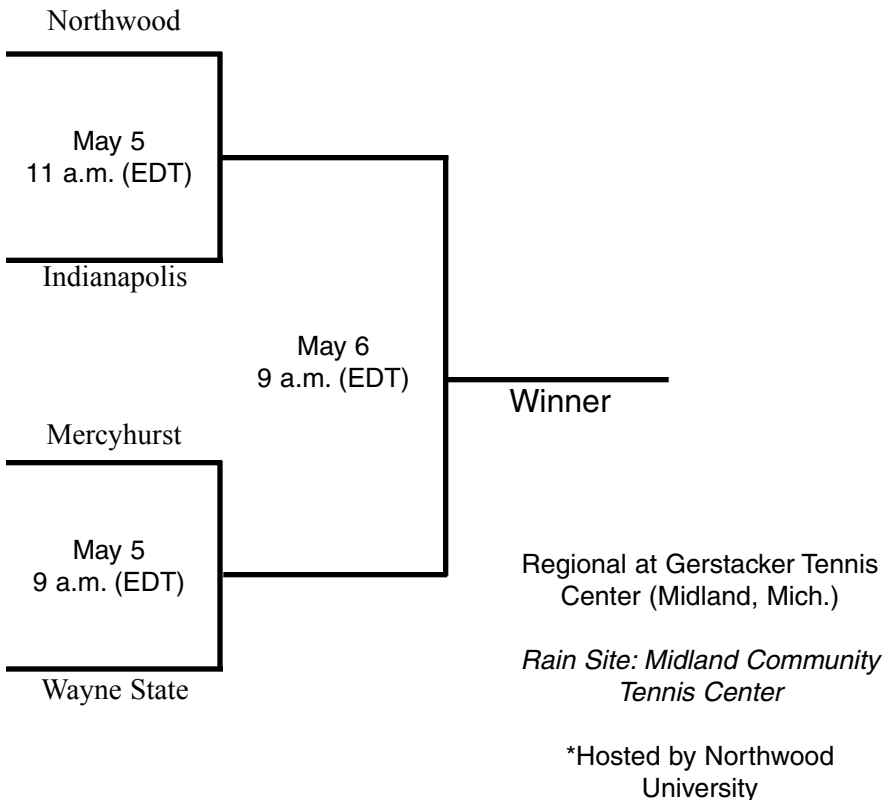 Northwood
May 5
11 a.m. (EDT)
Indianapolis
May 6
9 a.m. (EDT)
Winner
Mercyhurst
May 5
9 a.m. (EDT)
Wayne State
Regional at Gerstacker Tennis
Center (Midland, Mich.)
Rain Site: Midland Community
Tennis Center
*Hosted by Northwood
University